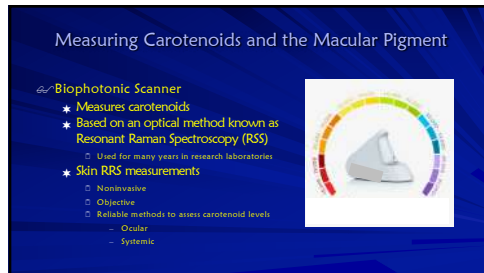 Measuring Carotenoids and the Macular Pigment
Biophotonic Scanner
Measures carotenoids
Based on an optical method known as
Resonant Raman Spectroscopy (RSS)
Used for many years in research laboratories
Skin RRS measurements
Noninvasive
Objective
Reliable methods to assess carotenoid levels
– Ocular
– Systemic